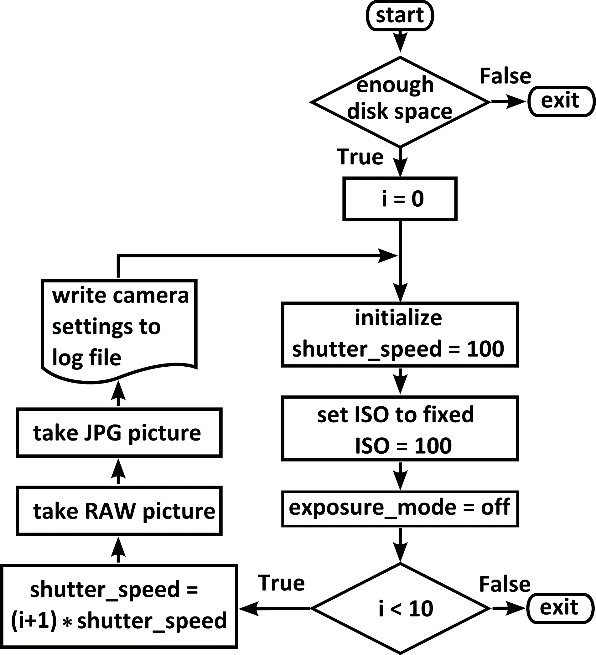 start
enough
disk space
False
exit
True
i = 0
write camera
settings to
log file
initialize
shutter_speed = 100
take JPG picture
set ISO to fixed
ISO = 100
take RAW picture
exposure_mode = off
shutter_speed =
(i+1)∗shutter_speed
True
i < 10
False
exit